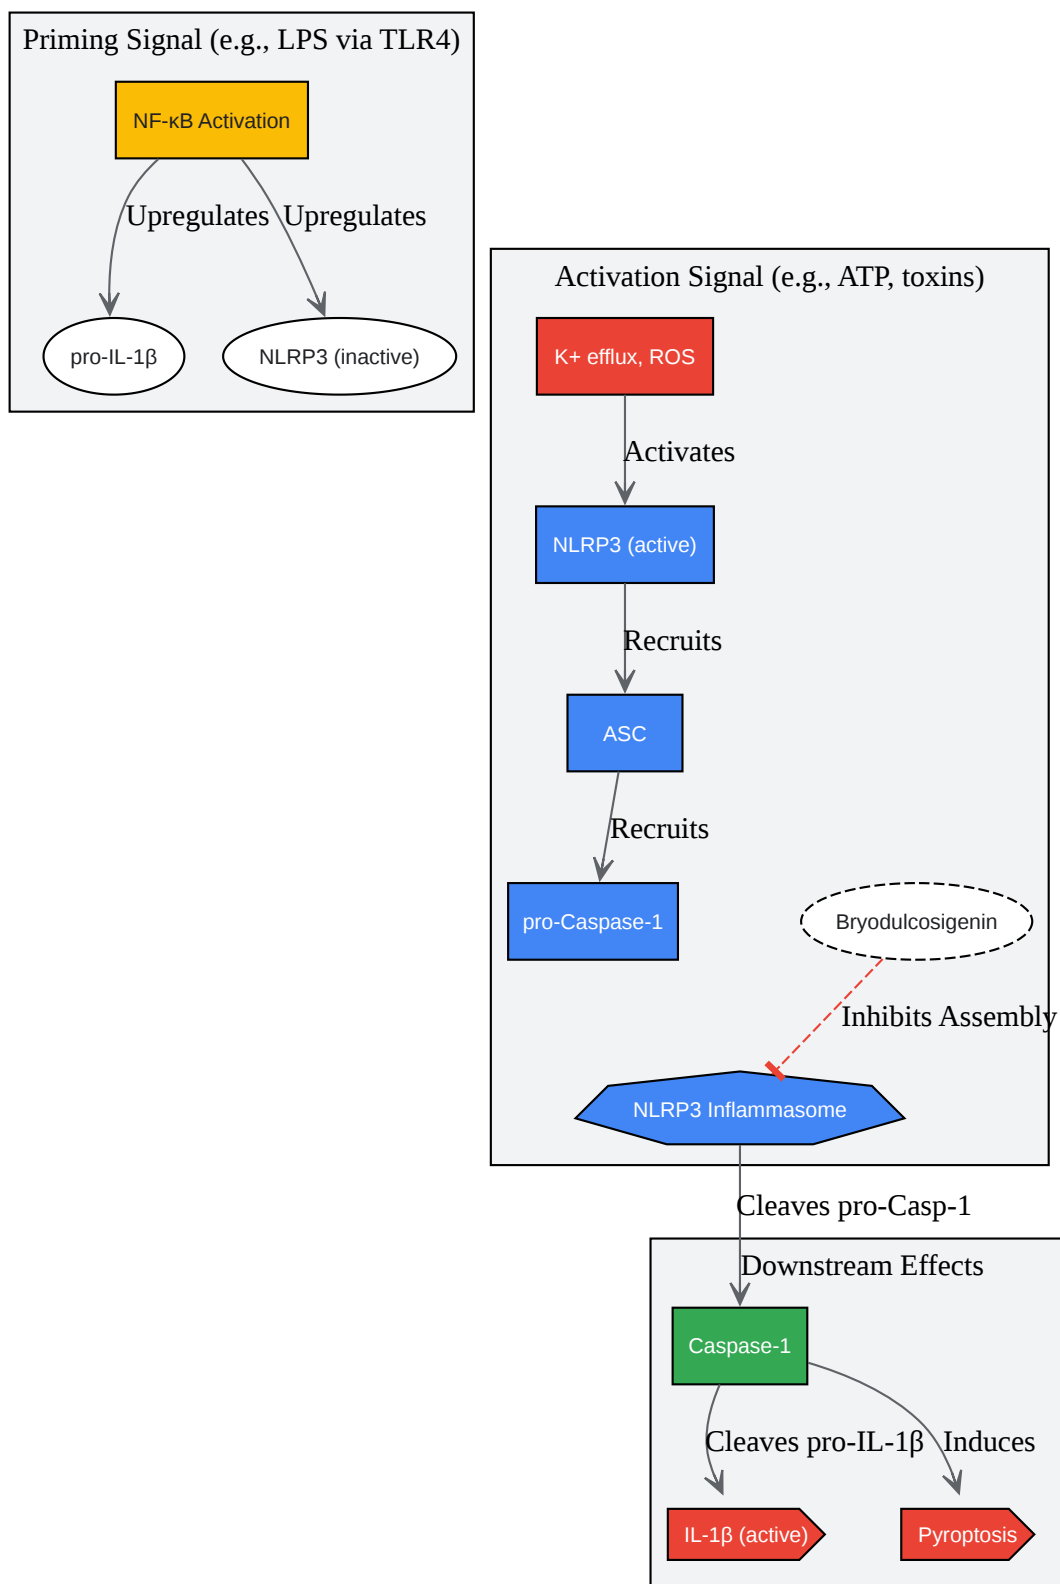 Priming Signal (e.g., LPS via TLR4)
NF-κB Activation
Upregulates
Upregulates
pro-IL-1β
NLRP3 (inactive)
Activation Signal (e.g., ATP, toxins)
K+ efflux, ROS
Activates
NLRP3 (active)
Recruits
ASC
Recruits
pro-Caspase-1
Bryodulcosigenin
Inhibits Assembly
NLRP3 Inflammasome
Cleaves pro-Casp-1
Downstream Effects
Caspase-1
Cleaves pro-IL-1β
Induces
IL-1β (active)
Pyroptosis